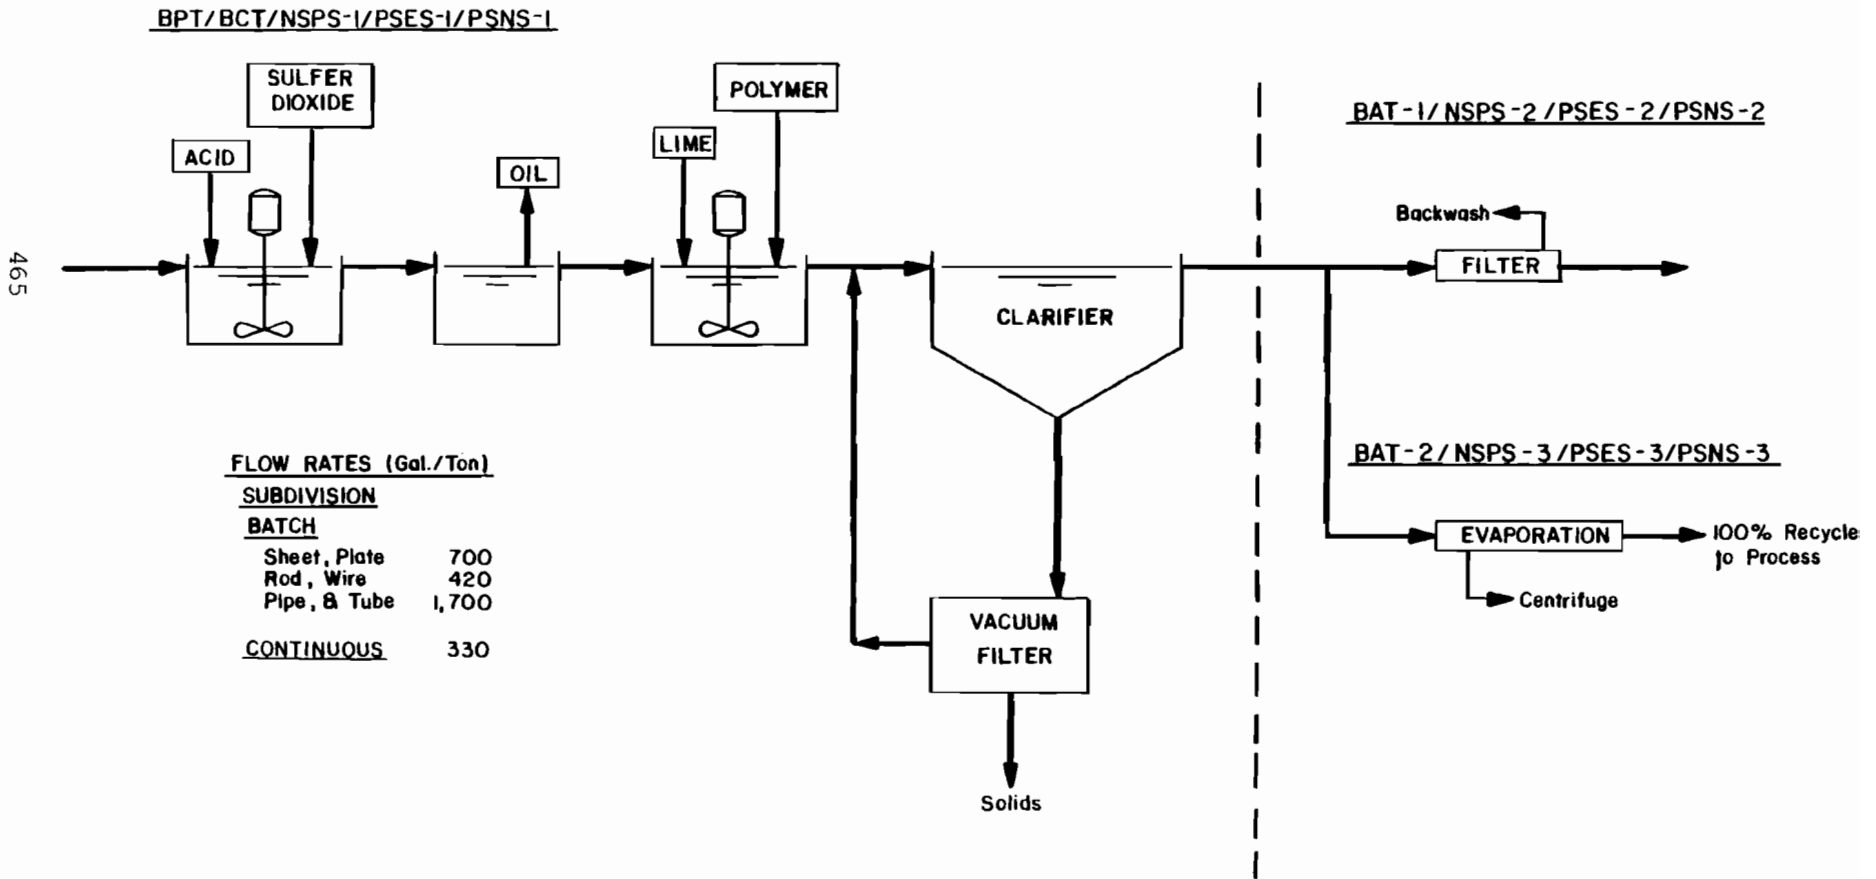 BPT/BCT/NSPS-1/PSES-1/PSNS-1
SULFER
DIOXIDE
ACID
OIL
LIME
POLYMER
CLARIFIER
VACUUM
FILTER
Solids
BAT-1/NSPS-2/PSES-2/PSNS-2
Backwash
FILTER
BAT-2/NSPS-3/PSES-3/PSNS-3
EVAPORATION
100% Recycle
to Process
Centrifuge
FLOW RATES (Gal./Ton)
SUBDIVISION
BATCH
Sheet, Plate 700
Rod, Wire 420
Pipe, & Tube 1,700
CONTINUOUS 330
465